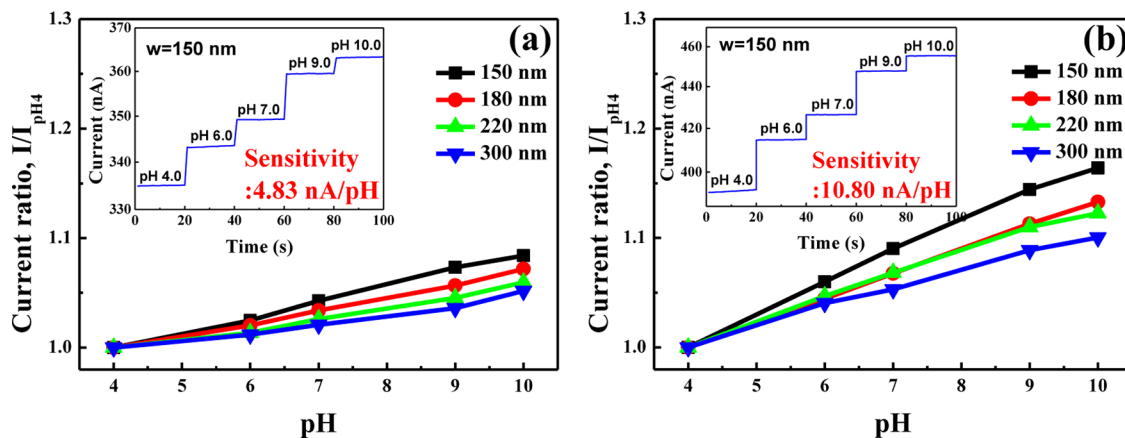 (a)
1.3
1.2
1.1
1.0
Current ratio, I/I_pH4
4 5 6 7 8 9 10
pH
150 nm
180 nm
220 nm
300 nm
370
360
350
340
330
Current (nA)
0 20 40 60 80 100
Time (s)
w=150 nm
pH 4.0
pH 6.0
pH 7.0
pH 9.0
pH 10.0
Sensitivity
:4.83 nA/pH
(b)
1.3
1.2
1.1
1.0
Current ratio, I/I_pH4
4 5 6 7 8 9 10
pH
150 nm
180 nm
220 nm
300 nm
460
440
420
400
Current (nA)
0 20 40 60 80 100
Time (s)
w=150 nm
pH 4.0
pH 6.0
pH 7.0
pH 9.0
pH 10.0
Sensitivity
:10.80 nA/pH